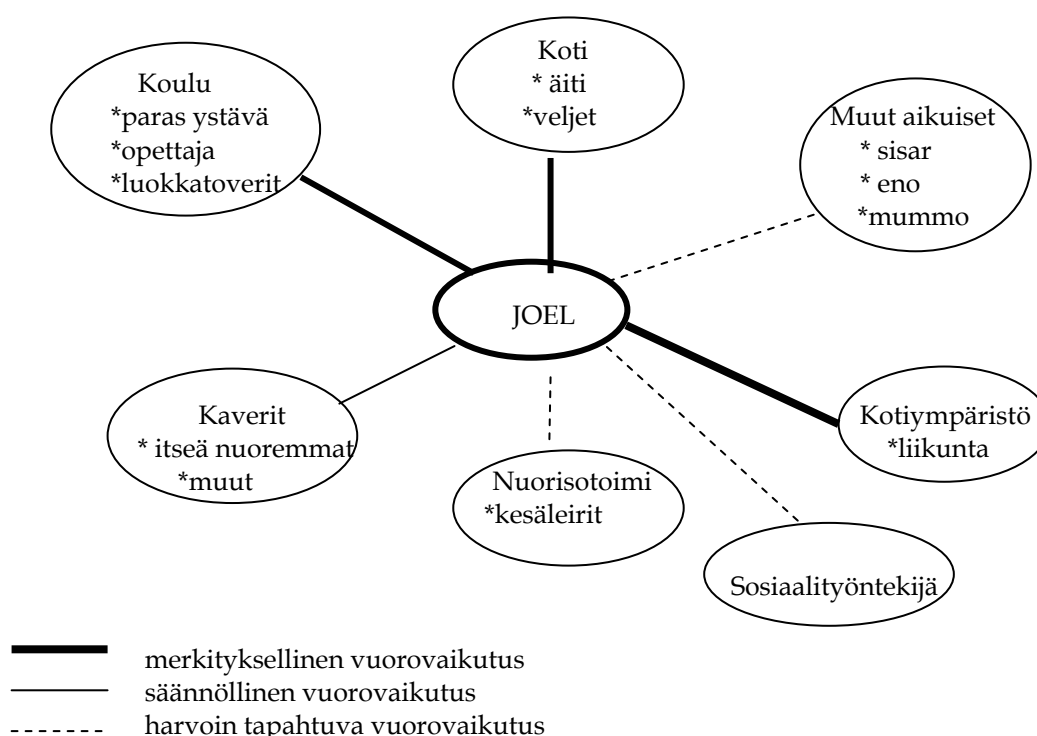 Koulu
*paras ystävä
*opettaja
*luokkatoverit
Koti
* äiti
*veljet
Muut aikuiset
* sisar
* eno
*mummo
JOEL
Kaverit
* itseä nuoremmat
*muut
Nuorisotoimi
*kesäleirit
Kotiympäristö
*liikunta
Sosiaalityöntekijä
merkityksellinen vuorovaikutus
säännöllinen vuorovaikutus
harvoin tapahtuva vuorovaikutus